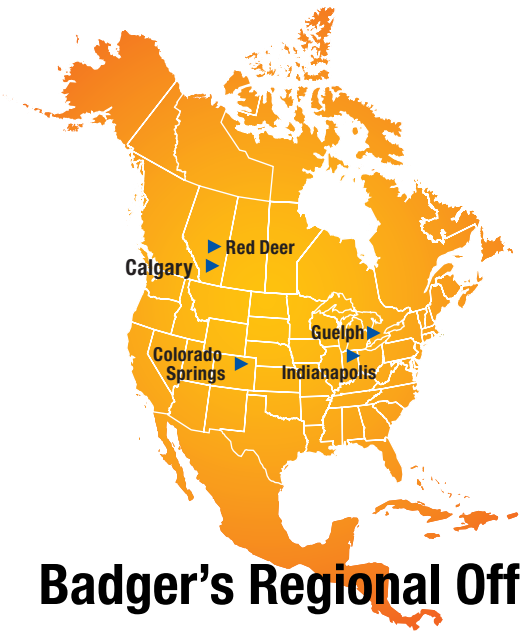 Red Deer
Calgary
Guelph
Colorado
Springs
Indianapolis
Badger's Regional Off